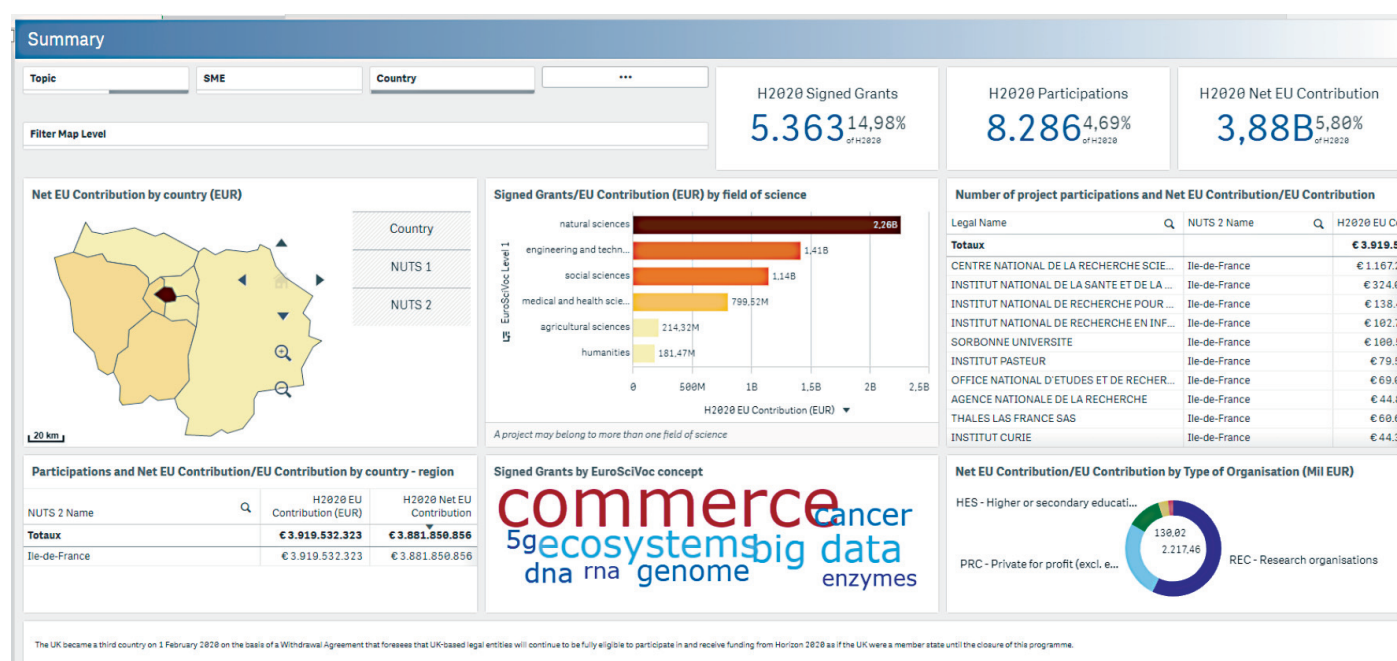 Summary
Topic
SME
Country
...
Filter Map Level
H2020 Signed Grants
5.363 14,98%
of H2020
H2020 Participations
8.286 4,69%
of H2020
H2020 Net EU Contribution
3,88B 5,80%
of H2020
Net EU Contribution by country (EUR)
Country
NUTS 1
NUTS 2
20 km
Signed Grants/EU Contribution (EUR) by field of science
EuroSciVoc Level 1
natural sciences 2,26B
engineering and techn... 1,41B
social sciences 1,14B
medical and health scie... 799,52M
agricultural sciences 214,32M
humanities 181,47M
0 500M 1B 1,5B 2B 2,5B
H2020 EU Contribution (EUR)
A project may belong to more than one field of science
Number of project participations and Net EU Contribution/EU Contribution
Legal Name NUTS 2 Name H2020 EU C
Totaux €3.919.5
CENTRE NATIONAL DE LA RECHERCHE SCIE... Ile-de-France €1.167.2
INSTITUT NATIONAL DE LA SANTE ET DE LA ... Ile-de-France €324.
INSTITUT NATIONAL DE RECHERCHE POUR ... Ile-de-France €138.
INSTITUT NATIONAL DE RECHERCHE EN INF... Ile-de-France €102.
SORBONNE UNIVERSITE Ile-de-France €100.
INSTITUT PASTEUR Ile-de-France €79.
OFFICE NATIONAL D'ETUDES ET DE RECHER... Ile-de-France €69.
AGENCE NATIONALE DE LA RECHERCHE Ile-de-France €44.
THALES LAS FRANCE SAS Ile-de-France €60.
INSTITUT CURIE Ile-de-France €44.
Participations and Net EU Contribution/EU Contribution by country - region
NUTS 2 Name H2020 EU Contribution (EUR) H2020 Net EU Contribution
Totaux €3.919.532.323 €3.881.850.856
Ile-de-France €3.919.532.323 €3.881.850.856
Signed Grants by EuroSciVoc concept
commerce
cancer
5g ecosystems big data
dna rna genome enzymes
Net EU Contribution/EU Contribution by Type of Organisation (Mil EUR)
HES - Higher or secondary educati...
130,02
2.217,46
PRC - Private for profit (excl. e...
REC - Research organisations
The UK became a third country on 1 February 2020 on the basis of a Withdrawal Agreement that foresees that UK-based legal entities will continue to be fully eligible to participate in and receive funding from Horizon 2020 as if the UK were a member state until the closure of this programme.